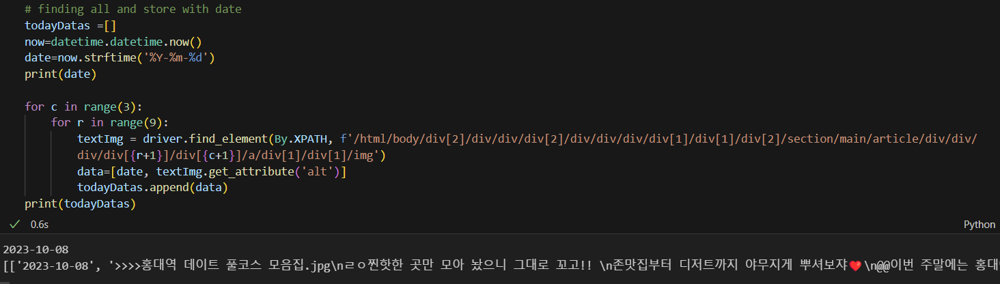 # finding all and store with date
todayDatas =[]
now=datetime.datetime.now()
date=now.strftime('%Y-%m-%d')
print(date)
for c in range(3):
for r in range(9):
textImg = driver.find_element(By.XPATH, f'/html/body/div[2]/div/div/div[2]/div/div/div/div[1]/div[1]/div[2]/section/main/article/div/div/
div/div[{r+1}]/div[{c+1}]/a/div[1]/div[1]/img')
data=[date, textImg.get_attribute('alt')]
todayDatas.append(data)
print(todayDatas)
✓ 0.6s Python
2023-10-08
[['2023-10-08', '>>>>홍대역 데이트 풀코스 모음집.jpg\nㄹㅇ찐핫한 곳만 모아 놨으니 그대로 꼬고!! \n존맛집부터 디저트까지 야무지게 뿌셔보쟈❤️\n@@이번 주말에는 홍대